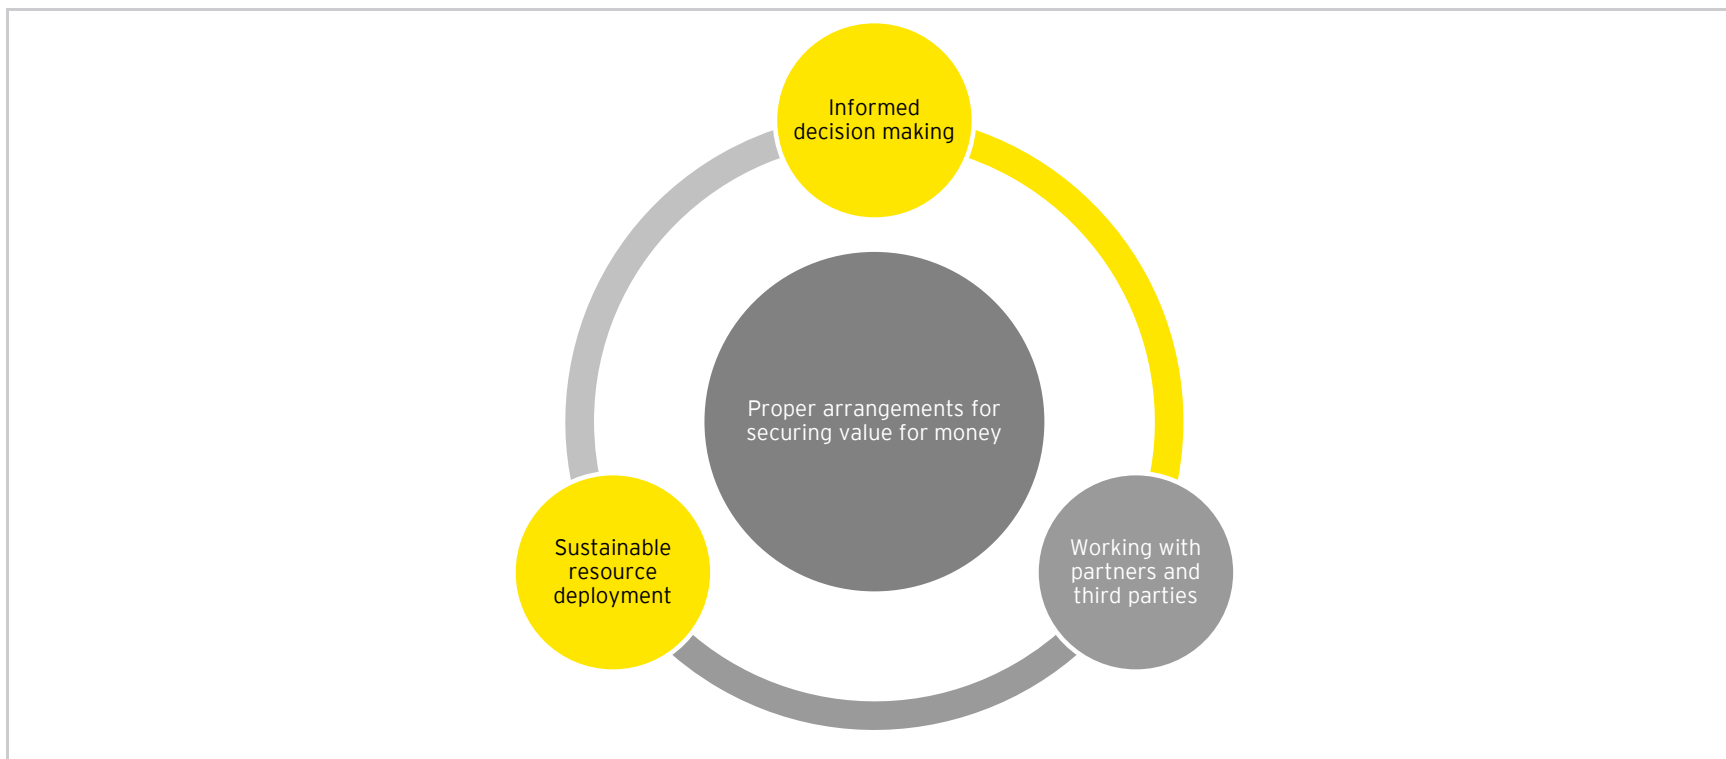 Informed
decision making
Proper arrangements for
securing value for money
Sustainable
resource
deployment
Working with
partners and
third parties